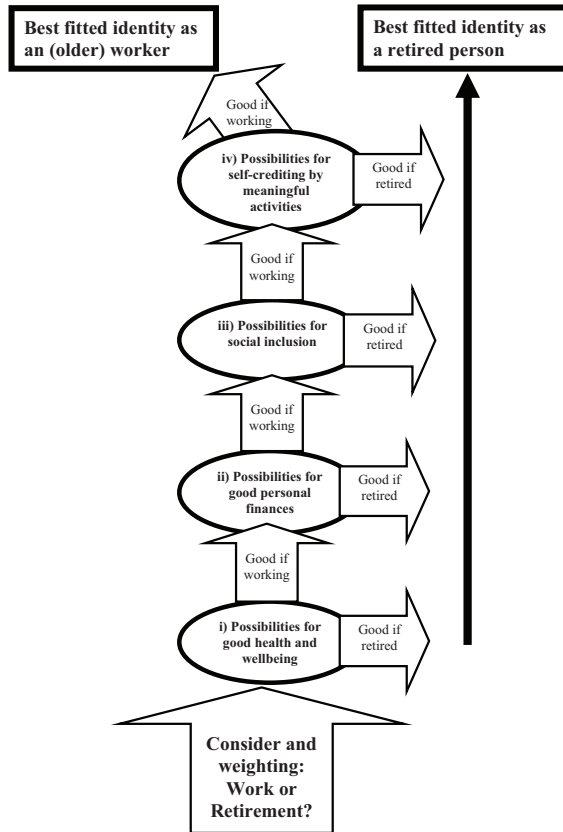 Best fitted identity as
an (older) worker
Best fitted identity as
a retired person
Good if
working
iv) Possibilities for
self-crediting by
meaningful
activities
Good if
retired
Good if
working
iii) Possibilities for
social inclusion
Good if
retired
Good if
working
ii) Possibilities for
good personal
finances
Good if
retired
Good if
working
i) Possibilities for
good health and
wellbeing
Good if
retired
Consider and
weighting:
Work or
Retirement?